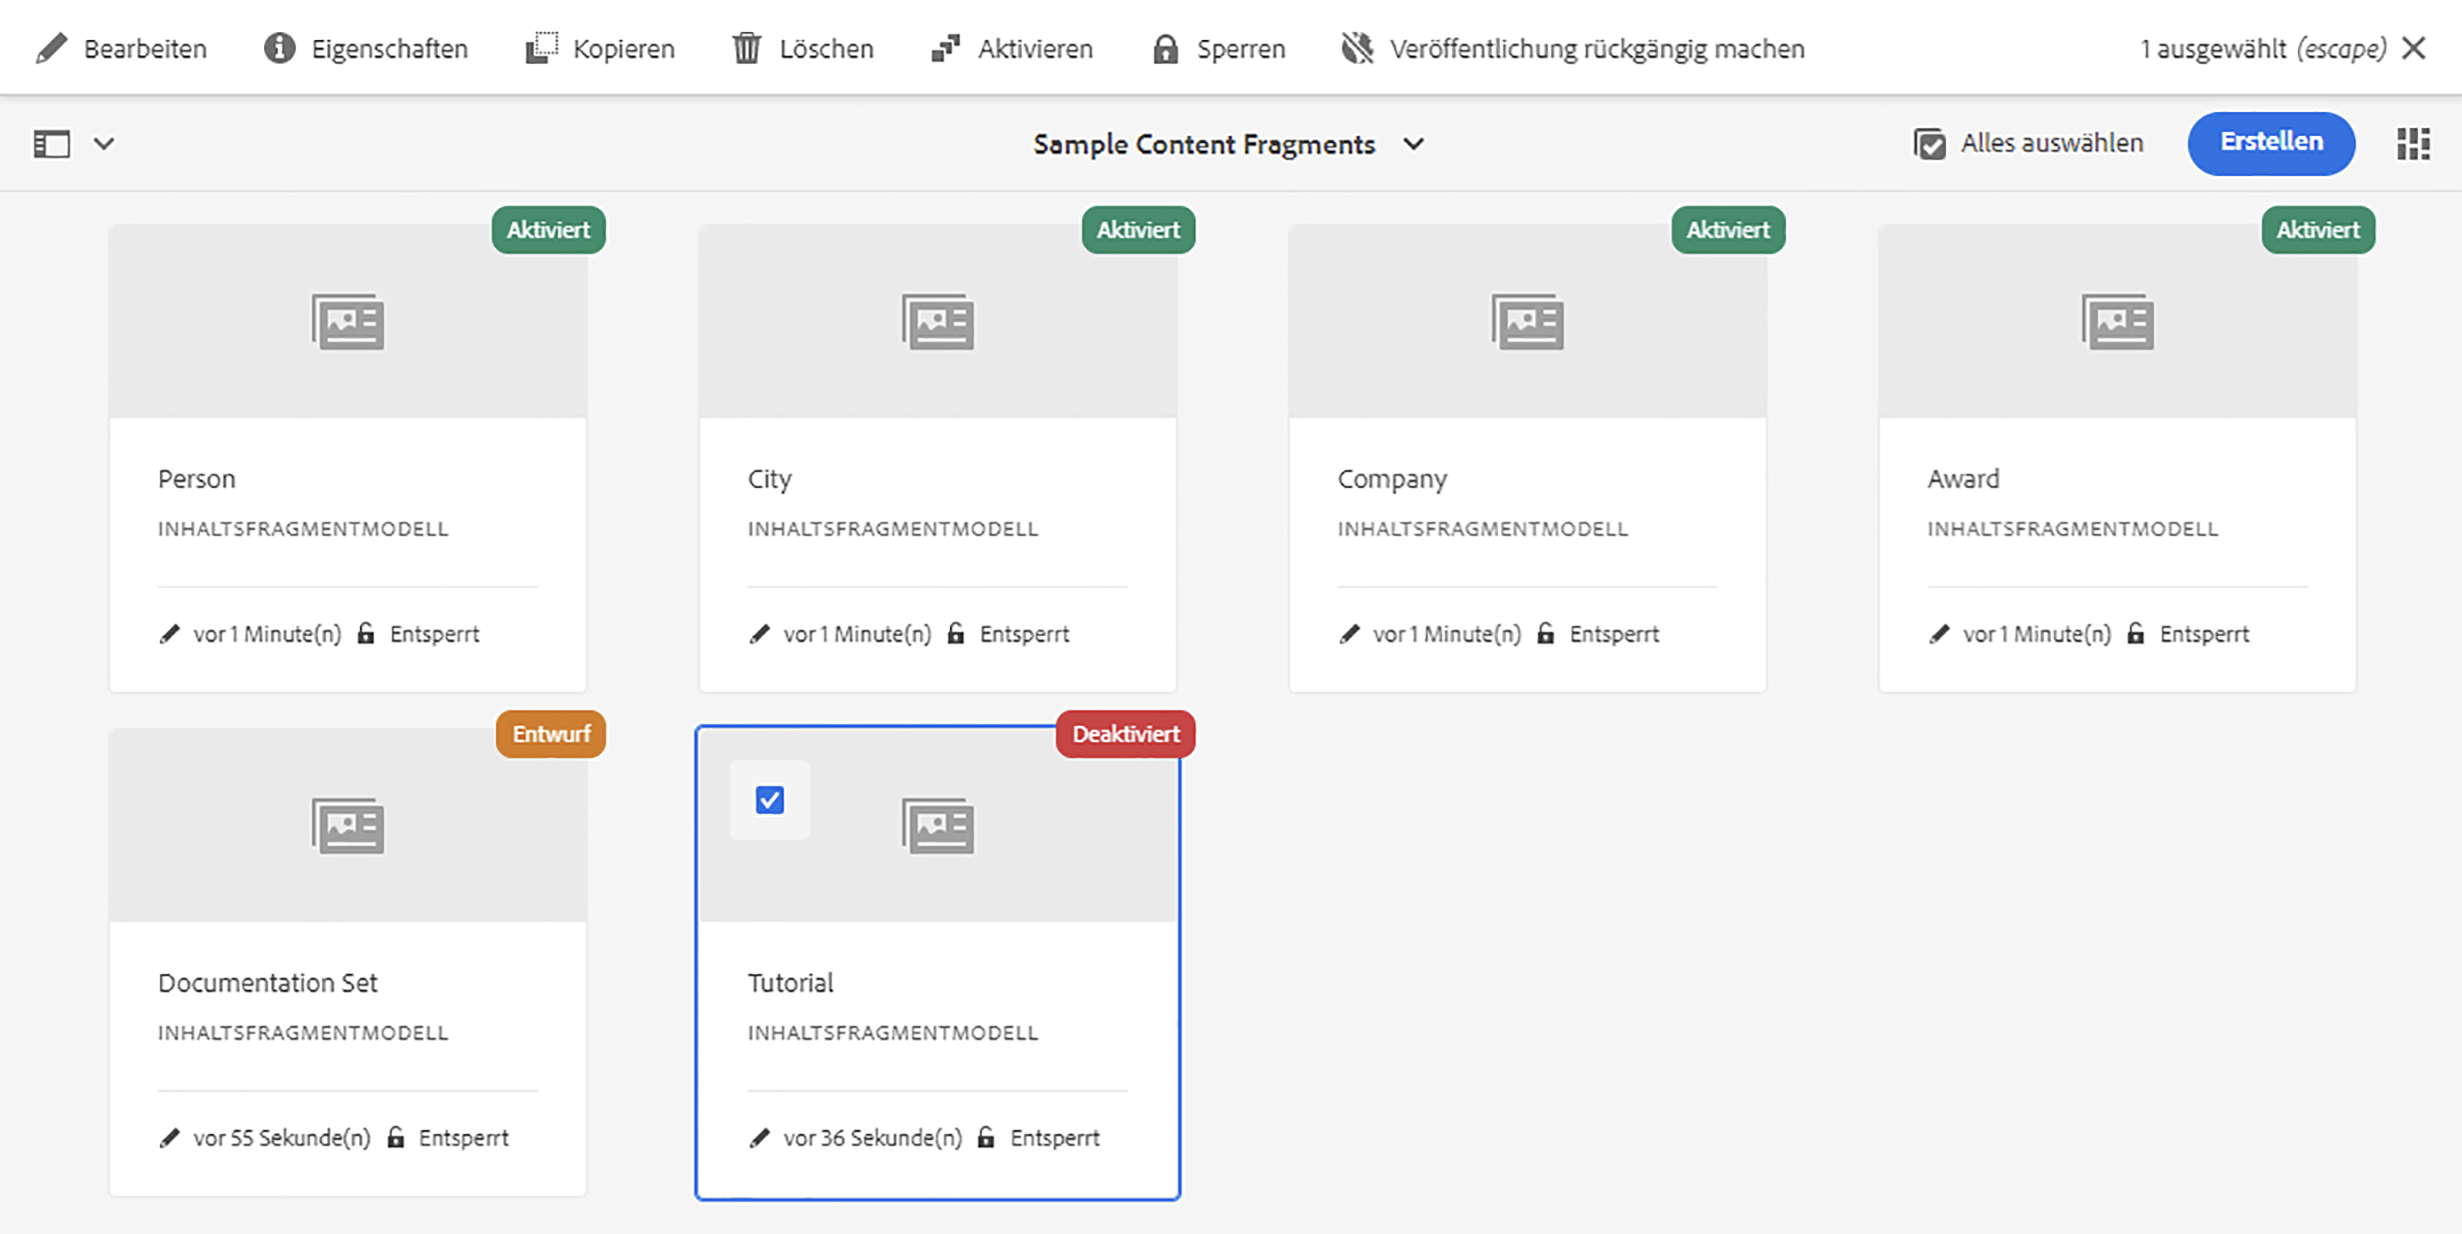 Bearbeiten Eigenschaften Kopieren Löschen Aktivieren Sperren Veröffentlichung rückgängig machen 1 ausgewählt (escape)
Sample Content Fragments Alles auswählen Erstellen
Aktiviert Aktiviert Aktiviert Aktiviert
Person City Company Award
INHALTSFRAGMENTMODELL INHALTSFRAGMENTMODELL INHALTSFRAGMENTMODELL INHALTSFRAGMENTMODELL
vor 1 Minute(n) Entsperrt vor 1 Minute(n) Entsperrt vor 1 Minute(n) Entsperrt vor 1 Minute(n) Entsperrt
Entwurf Deaktiviert
Documentation Set Tutorial
INHALTSFRAGMENTMODELL INHALTSFRAGMENTMODELL
vor 55 Sekunde(n) Entsperrt vor 36 Sekunde(n) Entsperrt